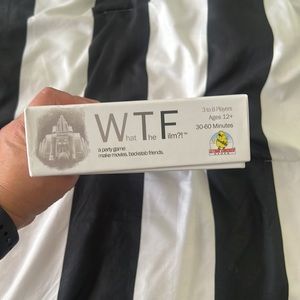 WTF
What The Film?!™
a party game
make movies, backstab friends.
3 to 8 Players
Ages 12+
30-60 Minutes